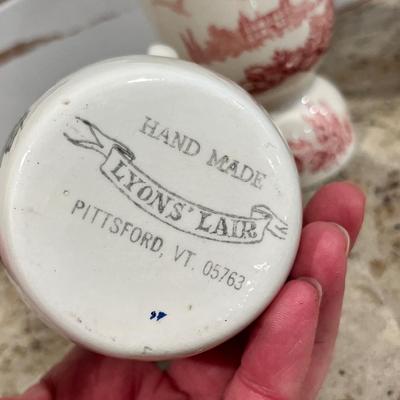 HAND MADE
LYONS' LAIR
PITTSFORD, VT. 05763